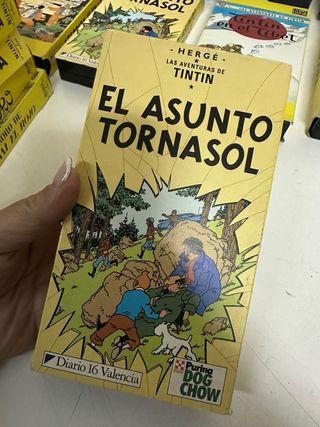 - HERGÉ -
LAS AVENTURAS DE
TINTIN
EL ASUNTO
TORNASOL
Diario 16 Valencia
Purina
DOG
CHOW